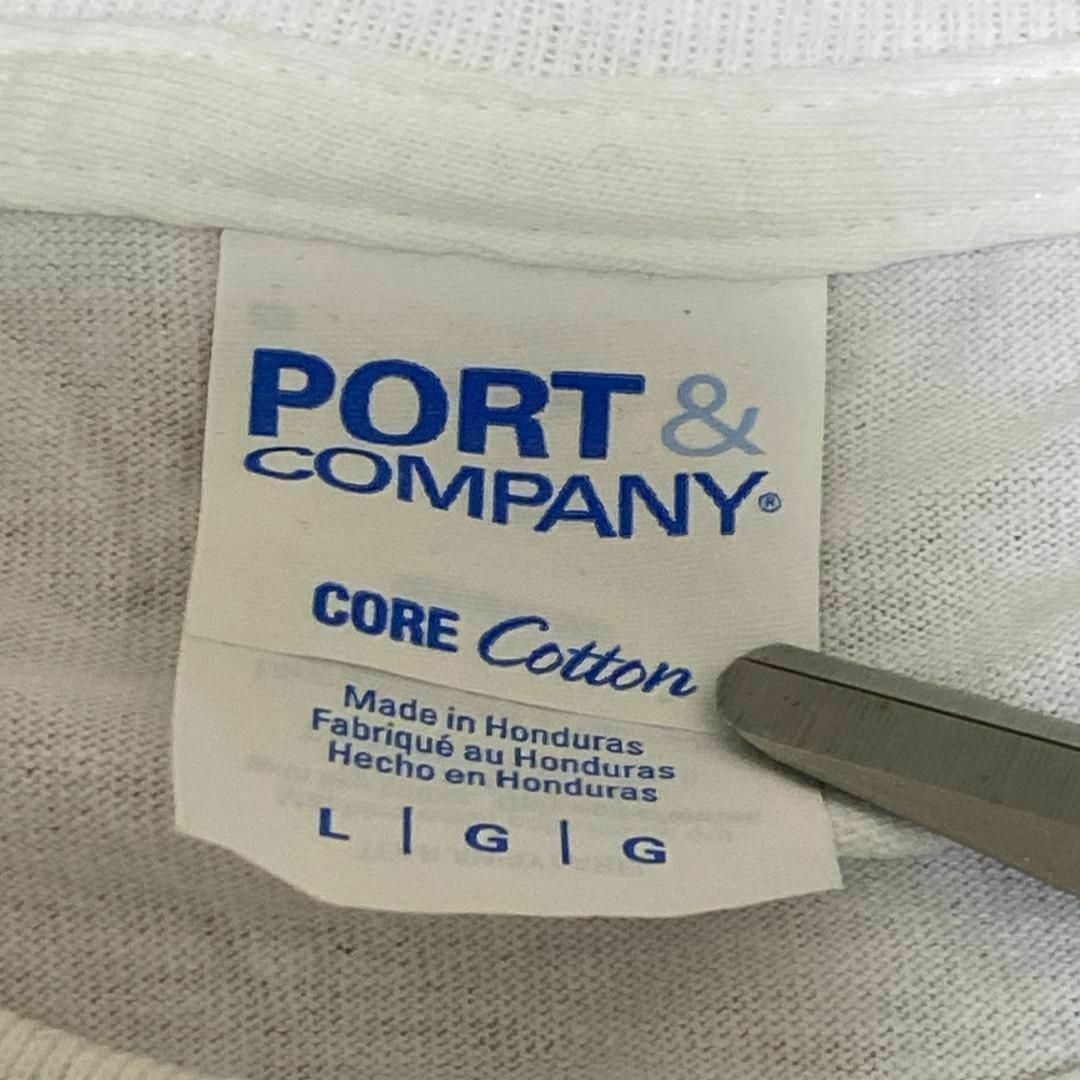 PORT &
COMPANY®
CORE Cotton
Made in Honduras
Fabriqué au Honduras
Hecho en Honduras
L | G | G